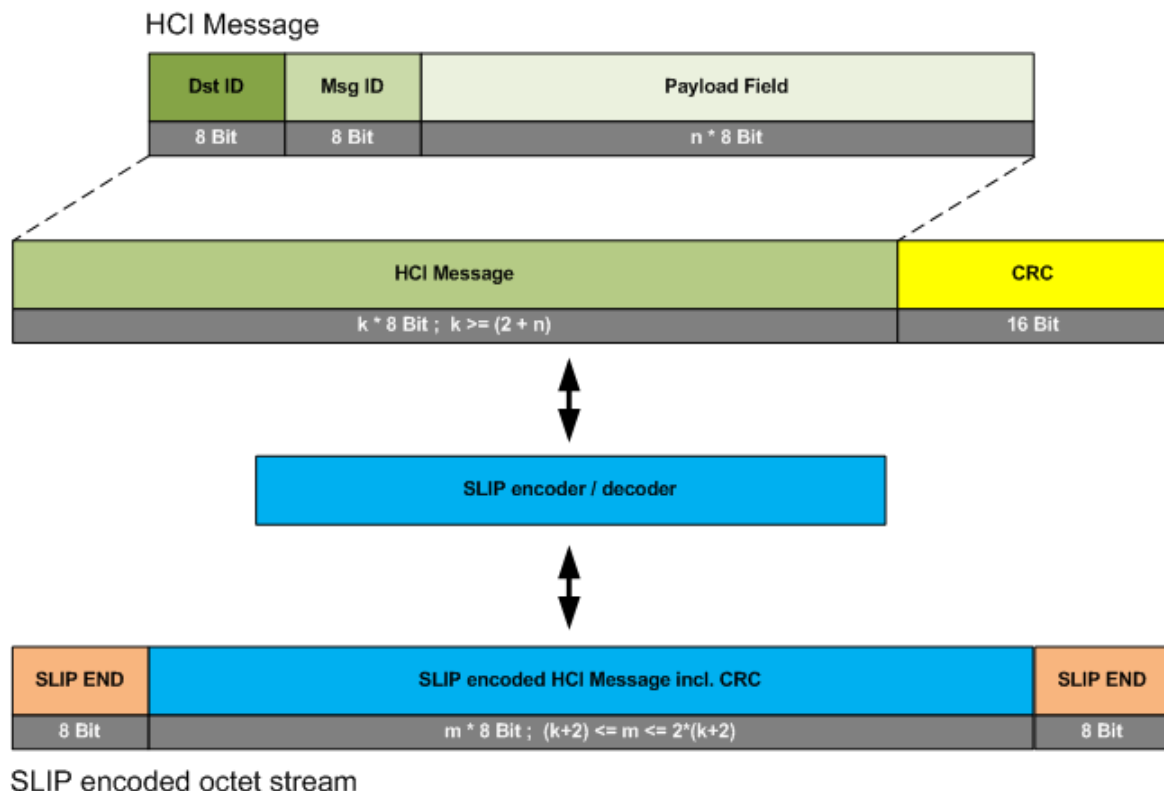 HCI Message
Dst ID Msg ID Payload Field
8 Bit 8 Bit n * 8 Bit
HCI Message CRC
k * 8 Bit ; k >= (2 + n) 16 Bit
SLIP encoder / decoder
SLIP END SLIP encoded HCI Message incl. CRC SLIP END
8 Bit m * 8 Bit ; (k+2) <= m <= 2*(k+2) 8 Bit
SLIP encoded octet stream